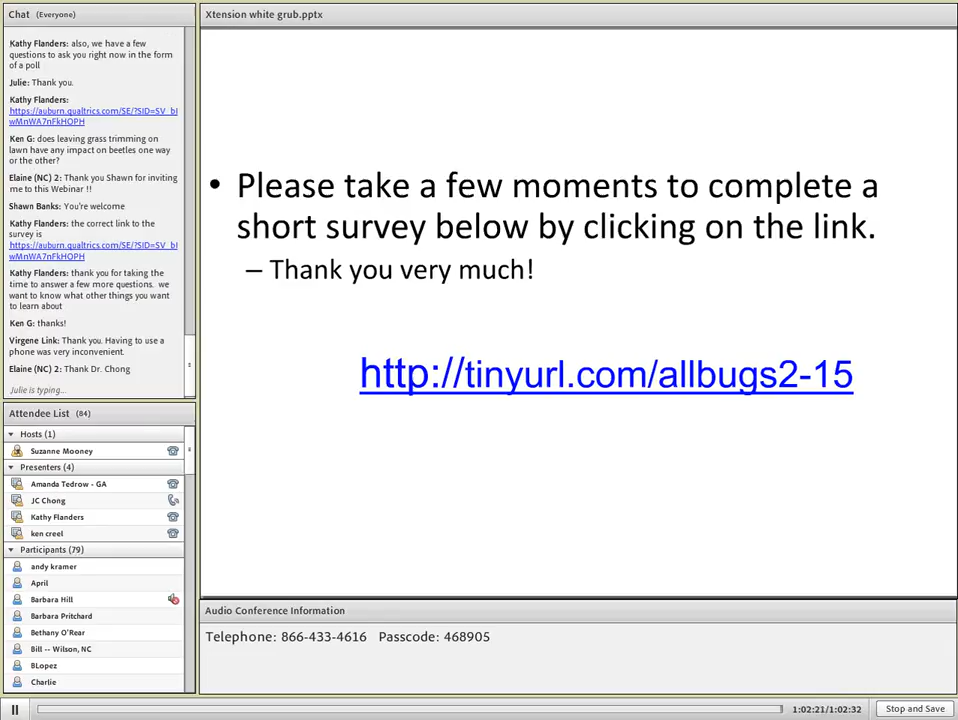 Chat (Everyone)
Kathy Flanders: also, we have a few
questions to ask you right now in the form
of a poll
Julie: Thank you.
Kathy Flanders:
https://auburn.qualtrics.com/SE/?SID=SV_bI
wMnWA7nFkHOPH
Ken G: does leaving grass trimming on
lawn have any impact on beetles one way
or the other?
Elaine (NC) 2: Thank you Shawn for inviting
me to this Webinar !!
Shawn Banks: You're welcome
Kathy Flanders: the correct link to the
survey is
https://auburn.qualtrics.com/SE/?SID=SV_bI
wMnWA7nFkHOPH
Kathy Flanders: thank you for taking the
time to answer a few more questions. we
want to know what other things you want
to learn about
Ken G: thanks!
Virgene Link: Thank you. Having to use a
phone was very inconvenient.
Elaine (NC) 2: Thank Dr. Chong
Julie is typing...
Attendee List (84)
Hosts (1)
Suzanne Mooney
Presenters (4)
Amanda Tedrow - GA
JC Chong
Kathy Flanders
ken creel
Participants (79)
andy kramer
April
Barbara Hill
Barbara Pritchard
Bethany O'Rear
Bill -- Wilson, NC
BLopez
Charlie
Xtension white grub.pptx
• Please take a few moments to complete a
short survey below by clicking on the link.
– Thank you very much!
http://tinyurl.com/allbugs2-15
Audio Conference Information
Telephone: 866-433-4616 Passcode: 468905
1:02:21/1:02:32
Stop and Save